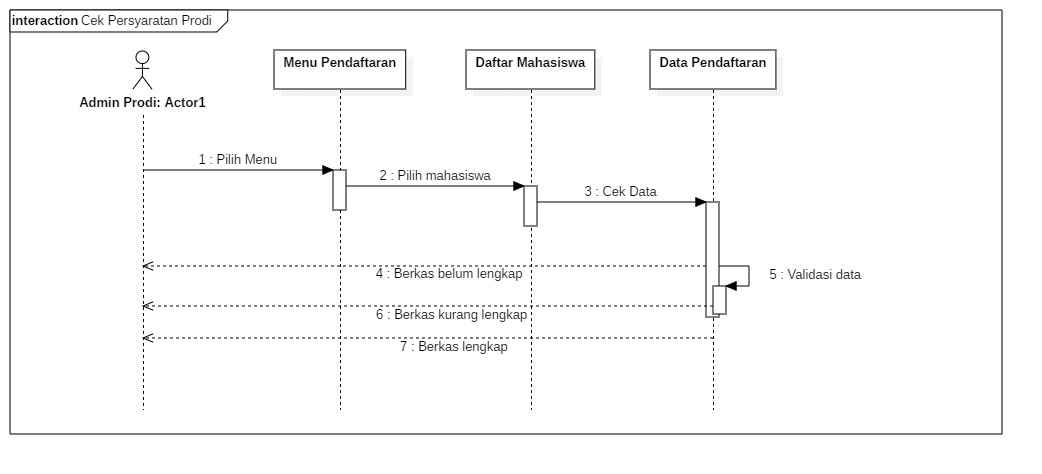 interaction Cek Persyaratan Prodi
Menu Pendaftaran
Daftar Mahasiswa
Data Pendaftaran
Admin Prodi: Actor1
1 : Pilih Menu
2 : Pilih mahasiswa
3 : Cek Data
4 : Berkas belum lengkap
5 : Validasi data
6 : Berkas kurang lengkap
7 : Berkas lengkap